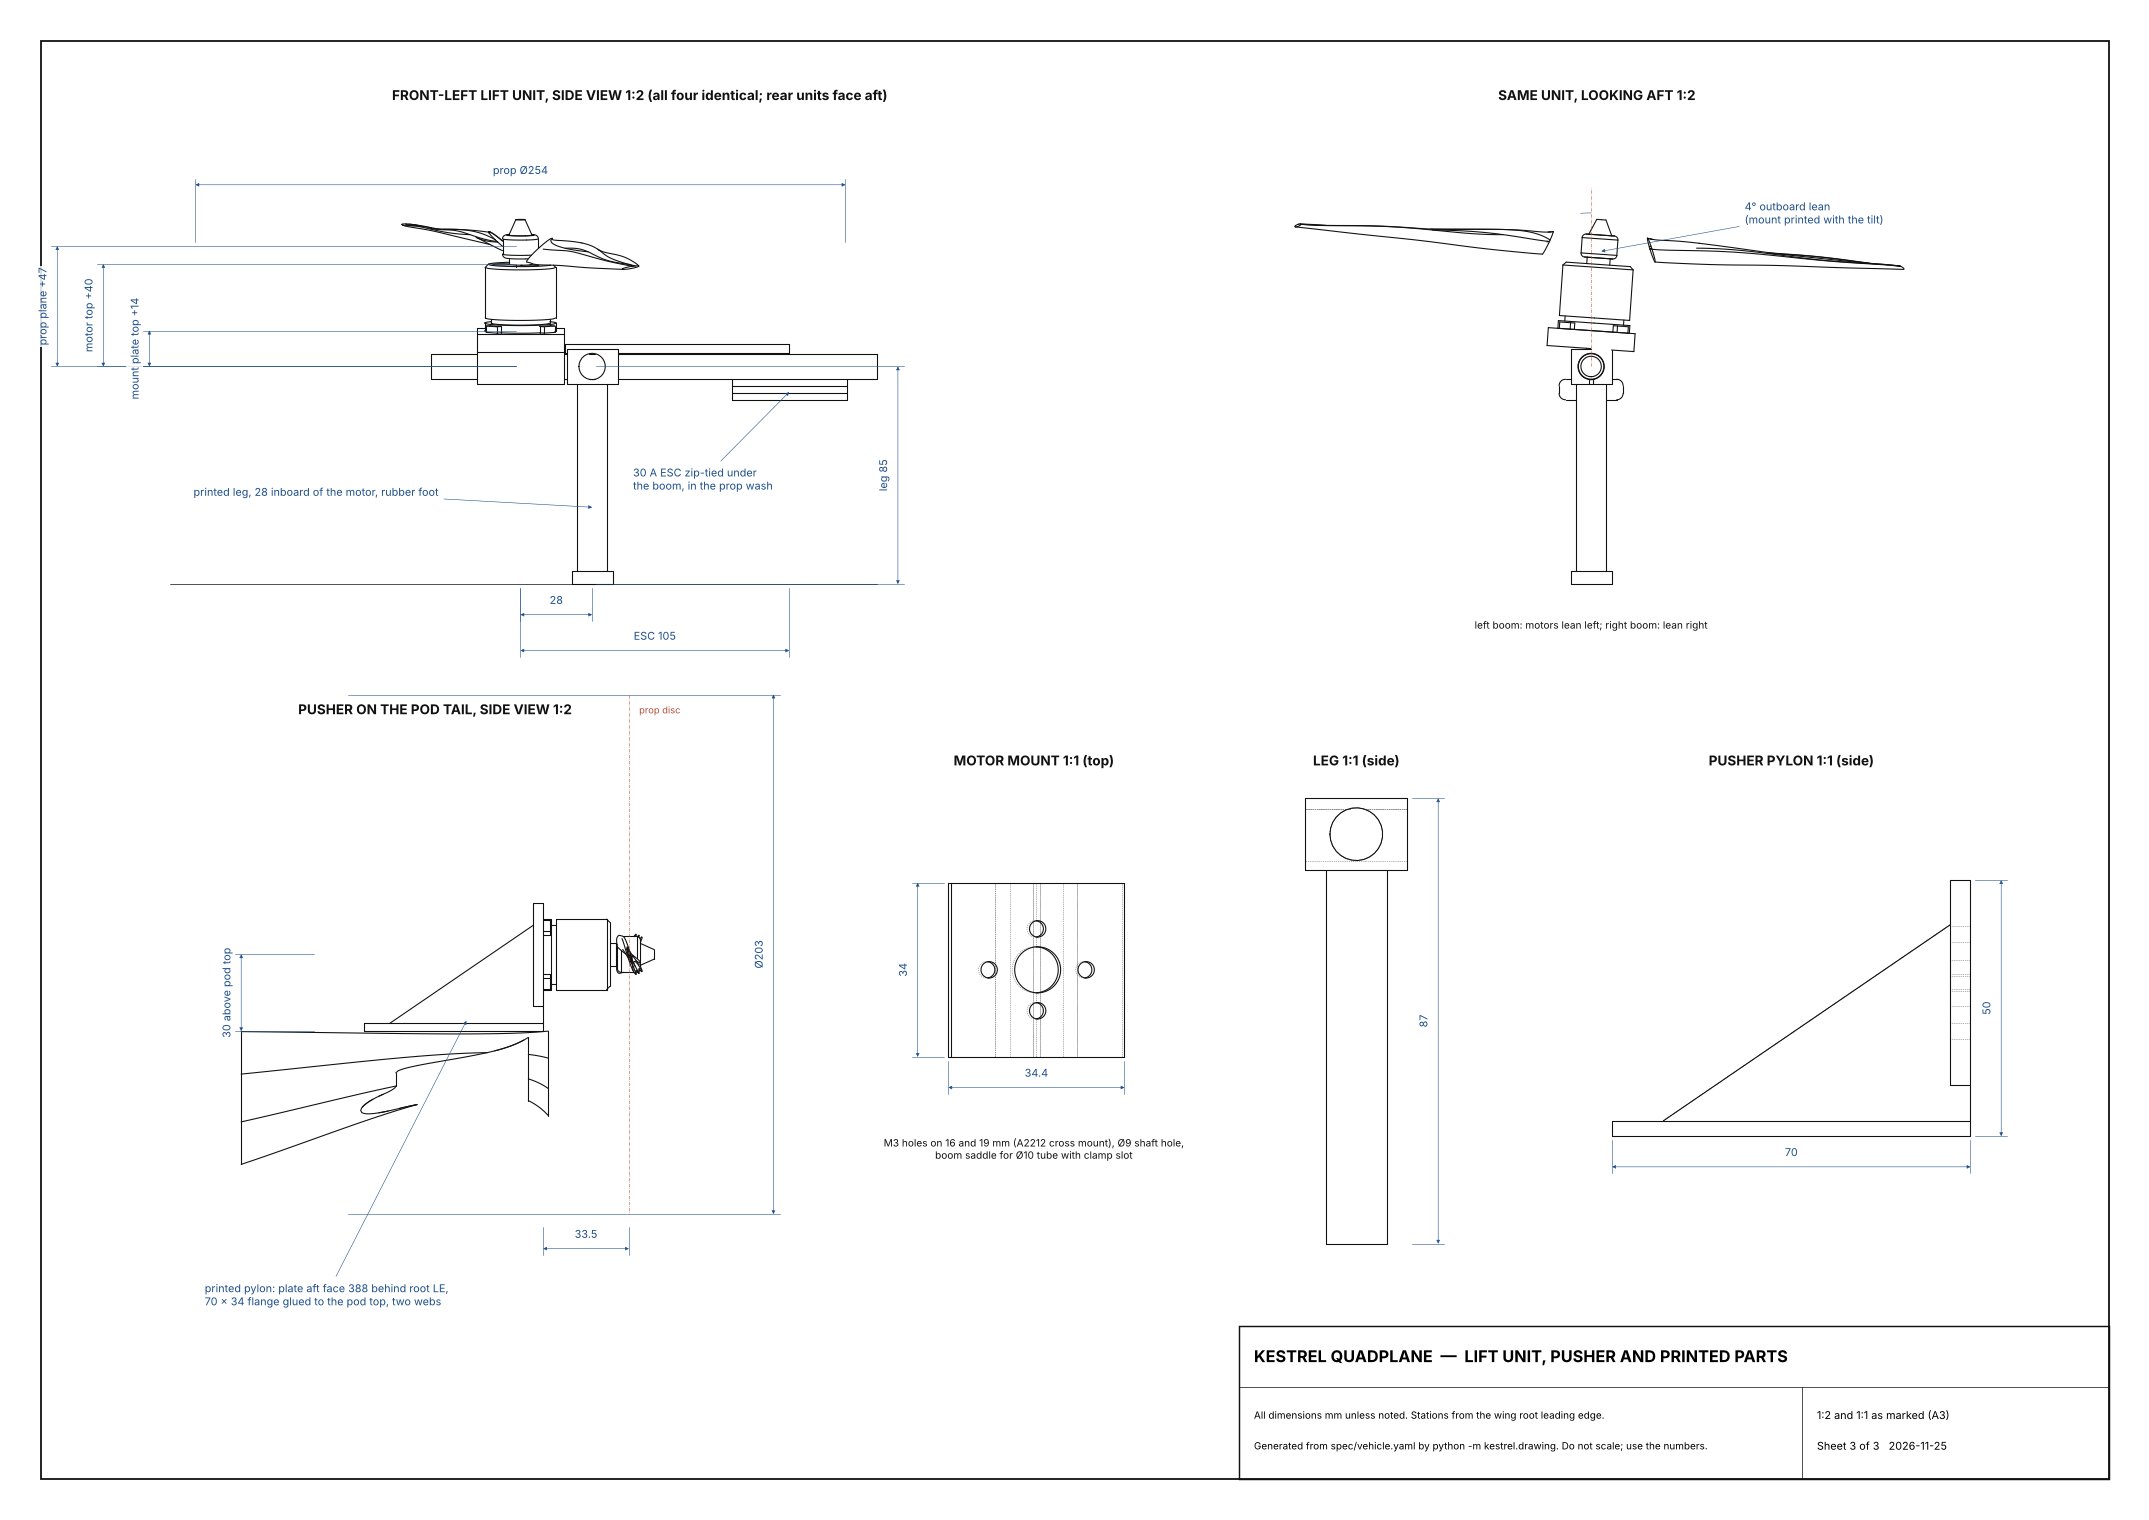 FRONT-LEFT LIFT UNIT, SIDE VIEW 1:2 (all four identical; rear units face aft)
SAME UNIT, LOOKING AFT 1:2
prop Ø254
prop plane +47
motor top +40
mount plate top +14
4° outboard lean
(mount printed with the tilt)
30 A ESC zip-tied under
the boom, in the prop wash
printed leg, 28 inboard of the motor, rubber foot
leg 85
28
ESC 105
left boom: motors lean left; right boom: lean right
PUSHER ON THE POD TAIL, SIDE VIEW 1:2
prop disc
30 above pod top
Ø203
33.5
printed pylon: plate aft face 388 behind root LE,
70 × 34 flange glued to the pod top, two webs
MOTOR MOUNT 1:1 (top)
34
34.4
M3 holes on 16 and 19 mm (A2212 cross mount), Ø9 shaft hole,
boom saddle for Ø10 tube with clamp slot
LEG 1:1 (side)
87
PUSHER PYLON 1:1 (side)
50
70
KESTREL QUADPLANE — LIFT UNIT, PUSHER AND PRINTED PARTS
All dimensions mm unless noted. Stations from the wing root leading edge.
Generated from spec/vehicle.yaml by python -m kestrel.drawing. Do not scale; use the numbers.
1:2 and 1:1 as marked (A3)
Sheet 3 of 3 2026-11-25